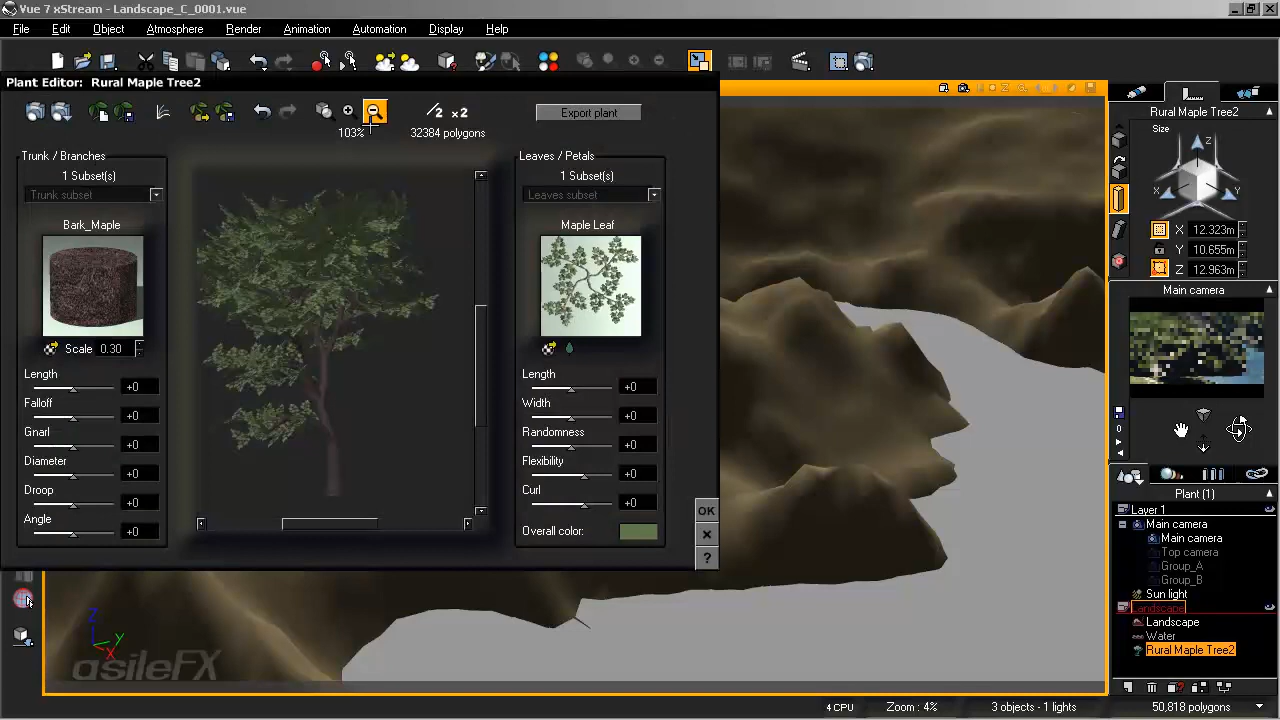 Vue 7 xStream - Landscape_C_0001.vue
File Edit Object Atmosphere Render Animation Automation Display Help
Plant Editor: Rural Maple Tree2
103%
/2 x2
32384 polygons
Export plant
Trunk / Branches
1 Subset(s)
Trunk subset
Bark_Maple
Scale 0.30
Length
+0
Falloff
+0
Gnarl
+0
Diameter
+0
Droop
+0
Angle
+0
Leaves / Petals
1 Subset(s)
Leaves subset
Maple Leaf
Length
+0
Width
+0
Randomness
+0
Flexibility
+0
Curl
+0
Overall color:
OK
?
Rural Maple Tree2
Size
Z
X
Y
X 12.323m
Y 10.655m
Z 12.963m
Main camera
0
Plant (1)
Layer 1
Main camera
Main camera
Top camera
Group_A
Group_B
Sun light
Landscape
Landscape
Water
Rural Maple Tree2
Z
Y
X
asileFX
4 CPU
Zoom : 4%
3 objects - 1 lights
50,818 polygons